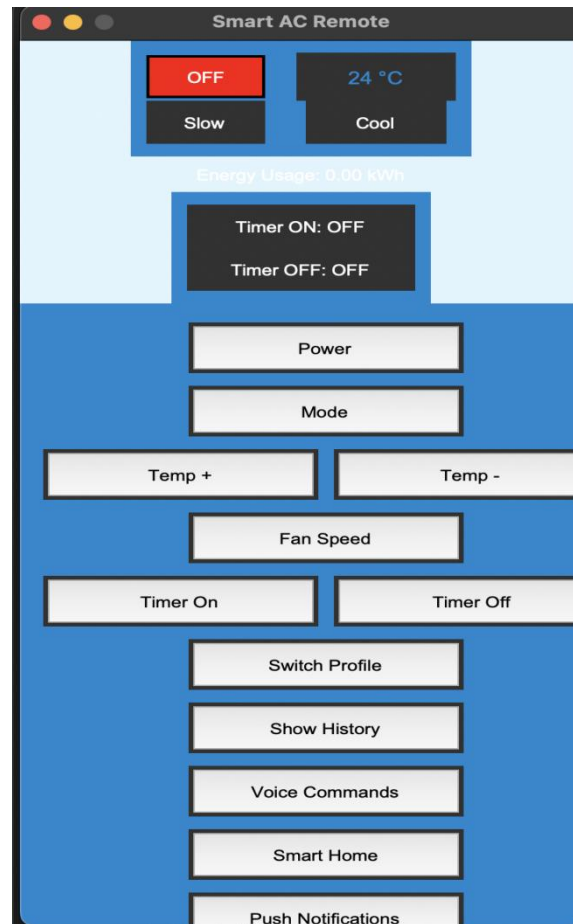 Smart AC Remote
OFF 24 °C
Slow Cool
Energy Usage: 0.00 kWh
Timer ON: OFF
Timer OFF: OFF
Power
Mode
Temp + Temp -
Fan Speed
Timer On Timer Off
Switch Profile
Show History
Voice Commands
Smart Home
Push Notifications